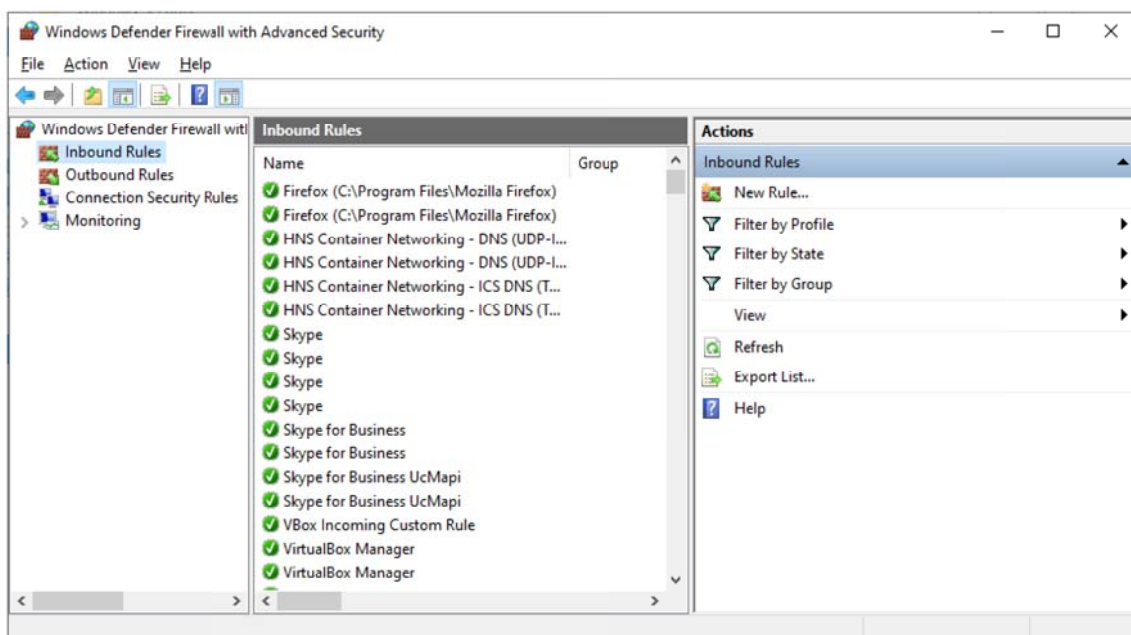 Windows Defender Firewall with Advanced Security
File Action View Help
Windows Defender Firewall witl
Inbound Rules
Outbound Rules
Connection Security Rules
Monitoring
Inbound Rules
Name Group
Firefox (C:\Program Files\Mozilla Firefox)
Firefox (C:\Program Files\Mozilla Firefox)
HNS Container Networking - DNS (UDP-I...
HNS Container Networking - DNS (UDP-I...
HNS Container Networking - ICS DNS (T...
HNS Container Networking - ICS DNS (T...
Skype
Skype
Skype
Skype
Skype for Business
Skype for Business
Skype for Business UcMapi
Skype for Business UcMapi
VBox Incoming Custom Rule
VirtualBox Manager
VirtualBox Manager
Actions
Inbound Rules
New Rule...
Filter by Profile
Filter by State
Filter by Group
View
Refresh
Export List...
Help